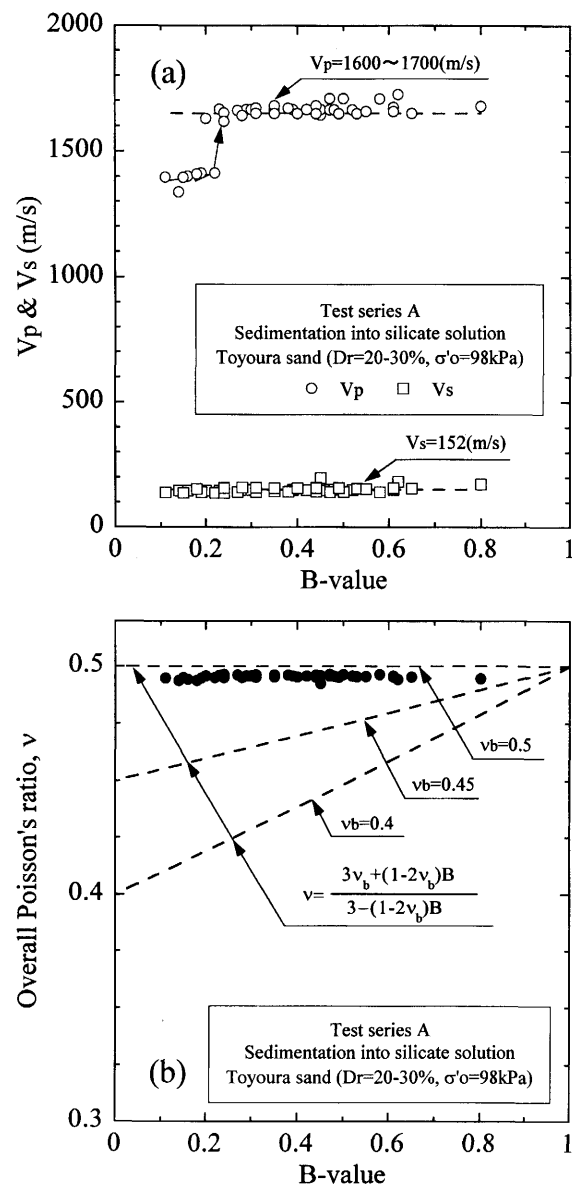 2000
(a)
Vp=1600～1700(m/s)
1500
1000
Vp & Vs (m/s)
Test series A
Sedimentation into silicate solution
Toyoura sand (Dr=20-30%, σ'o=98kPa)
Vp Vs
500
Vs=152(m/s)
0
0 0.2 0.4 0.6 0.8 1
B-value
0.5
νb=0.5
νb=0.45
νb=0.4
Overall Poisson's ratio, ν
0.4
3νb+(1-2νb)B
ν=
3-(1-2νb)B
Test series A
Sedimentation into silicate solution
(b)
Toyoura sand (Dr=20-30%, σ'o=98kPa)
0.3
0 0.2 0.4 0.6 0.8 1
B-value